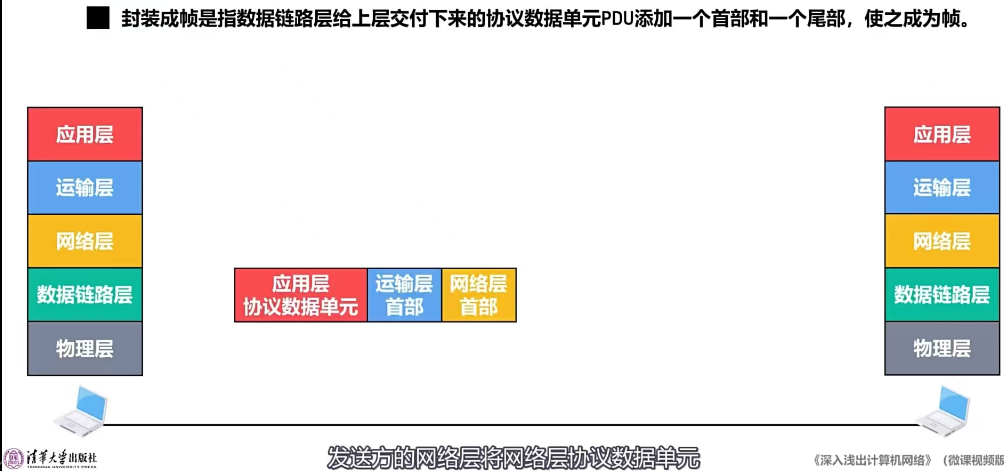 封装成帧是指数据链路层给上层交付下来的协议数据单元PDU添加一个首部和一个尾部，使之成为帧。
应用层
运输层
网络层
数据链路层
物理层
应用层
协议数据单元
运输层
首部
网络层
首部
应用层
运输层
网络层
数据链路层
物理层
清华大学出版社
TSINGHUA UNIVERSITY PRESS
发送方的网络层将网络层协议数据单元
《深入浅出计算机网络》（微课视频版